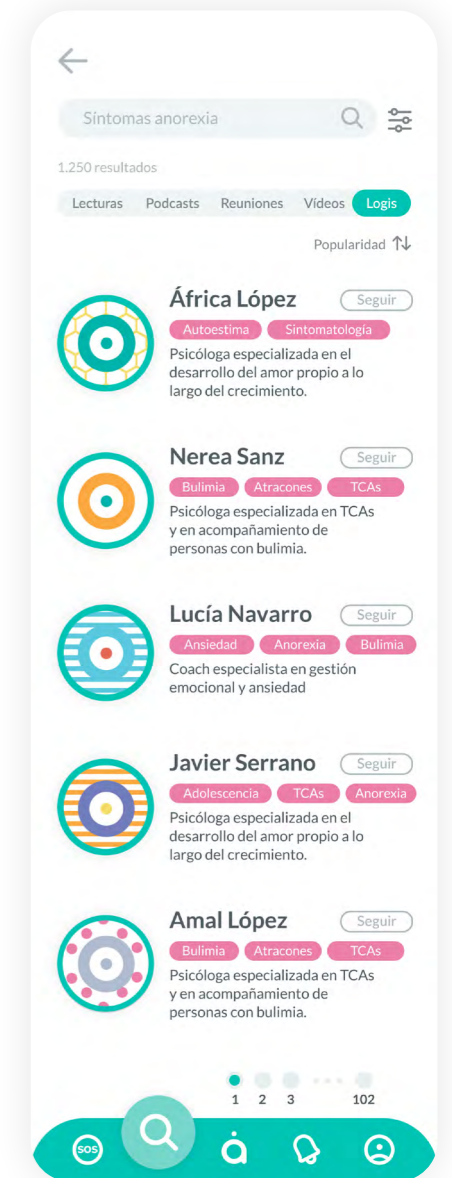 Síntomas anorexia
1.250 resultados
Lecturas Podcasts Reuniones Vídeos Logis
Popularidad
África López Seguir
Autoestima Sintomatología
Psicóloga especializada en el
desarrollo del amor propio a lo
largo del crecimiento.
Nerea Sanz Seguir
Bulimia Atracones TCAs
Psicóloga especializada en TCAs
y en acompañamiento de
personas con bulimia.
Lucía Navarro Seguir
Ansiedad Anorexia Bulimia
Coach especialista en gestión
emocional y ansiedad
Javier Serrano Seguir
Adolescencia TCAs Anorexia
Psicóloga especializada en el
desarrollo del amor propio a lo
largo del crecimiento.
Amal López Seguir
Bulimia Atracones TCAs
Psicóloga especializada en TCAs
y en acompañamiento de
personas con bulimia.
1 2 3 102
SOS